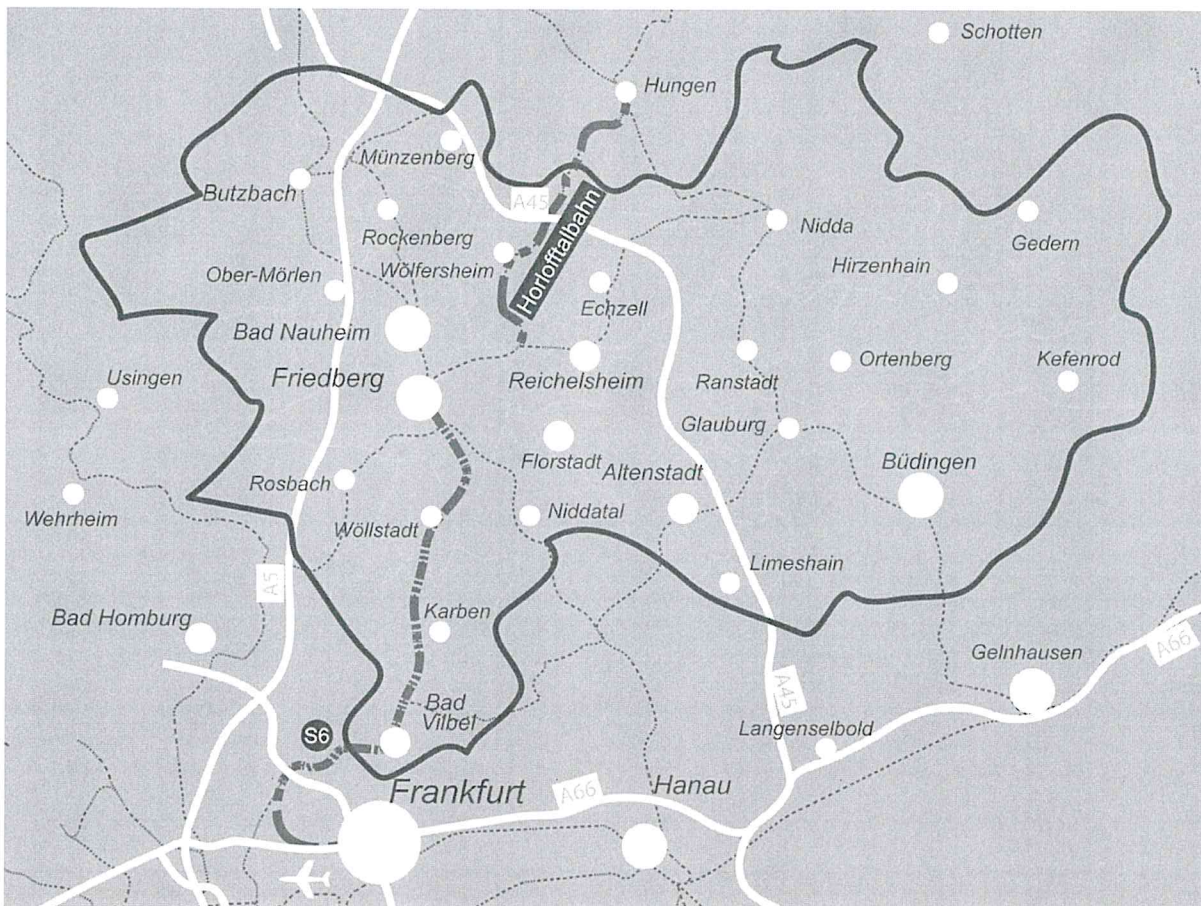 Schotten
Hungen
Münzenberg
Butzbach
A45
Rockenberg
Wölfersheim
Horlofftalbahn
Nidda
Gedern
Hirzenhain
Ober-Mörlen
Echzell
Bad Nauheim
Usingen
Friedberg
Reichelsheim
Ranstadt
Ortenberg
Kefenrod
Glauburg
Florstadt
Altenstadt
Büdingen
Rosbach
Wehrheim
Wöllstadt
Niddatal
Limeshain
A5
Bad Homburg
Karben
Gelnhausen
A66
A45
Bad
Vilbel
S6
Langenselbold
Frankfurt
A66
Hanau